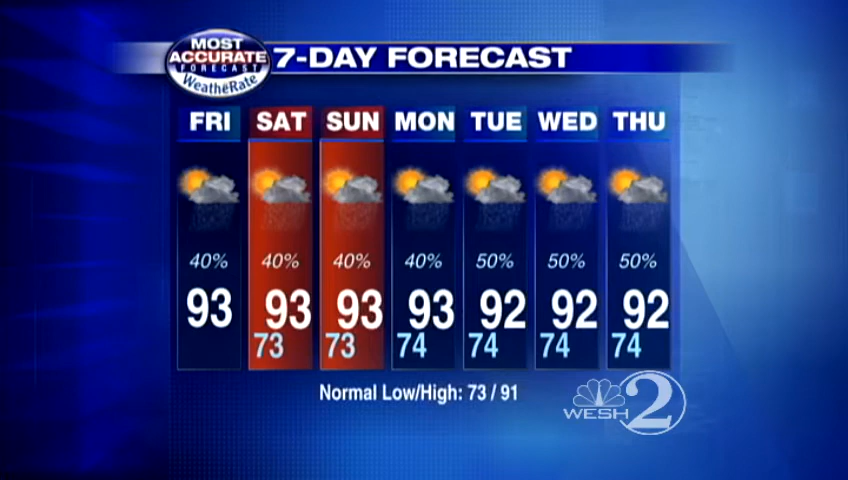 MOST
ACCURATE
FORECAST
WeatheRate
7-DAY FORECAST
FRI SAT SUN MON TUE WED THU
40% 40% 40% 40% 50% 50% 50%
93 93 93 93 92 92 92
73 73 74 74 74 74
Normal Low/High: 73 / 91
WESH 2